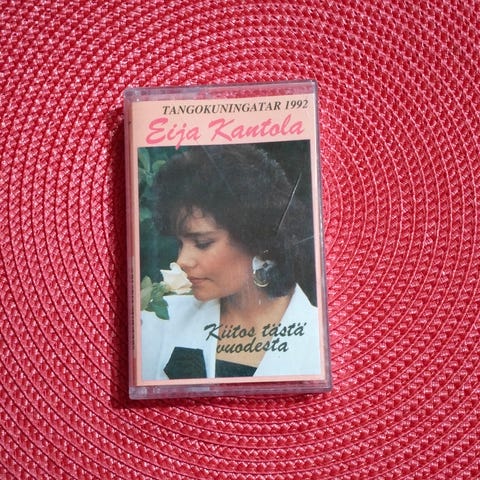 TANGOKUNINGATAR 1992
Eija Kantola
Kiitos tästä
vuodesta